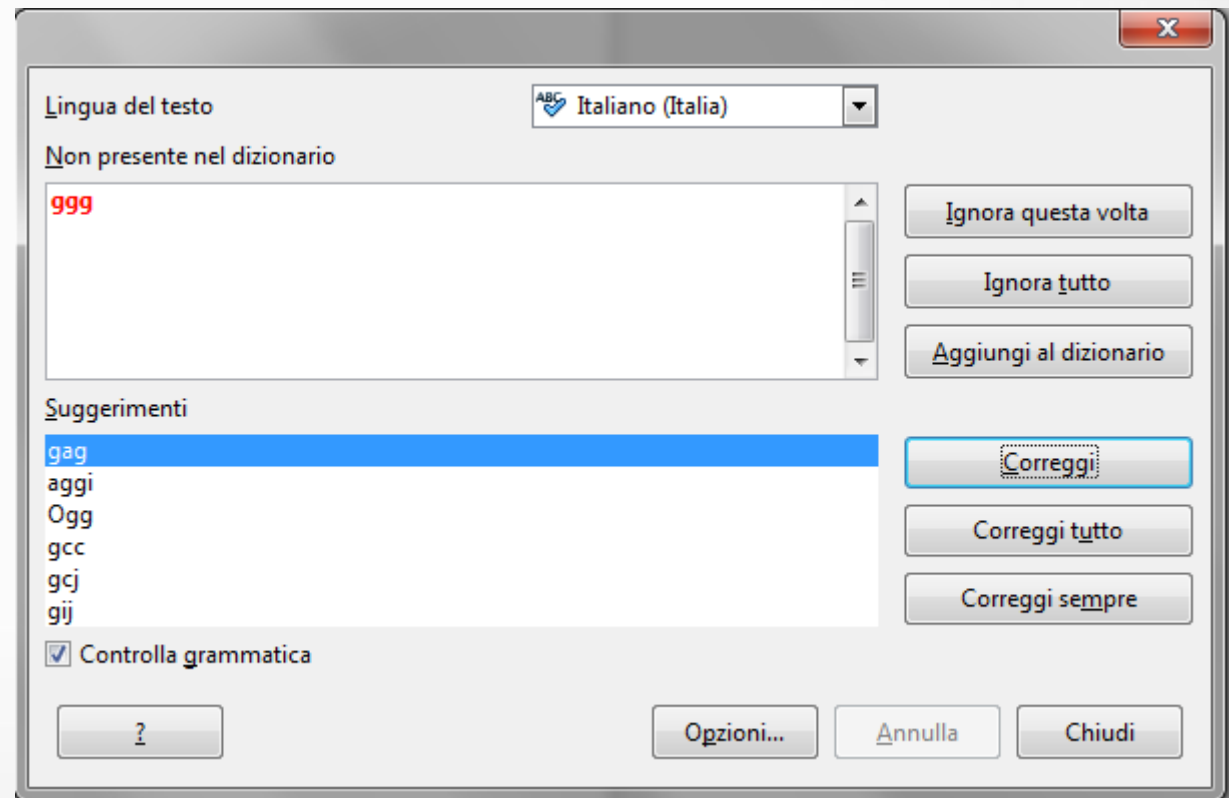 Lingua del testo
ABC Italiano (Italia)
Non presente nel dizionario
ggg
Ignora questa volta
Ignora tutto
Aggiungi al dizionario
Suggerimenti
gag
aggi
Ogg
gcc
gcj
gij
Correggi
Correggi tutto
Correggi sempre
Controlla grammatica
?
Opzioni...
Annulla
Chiudi